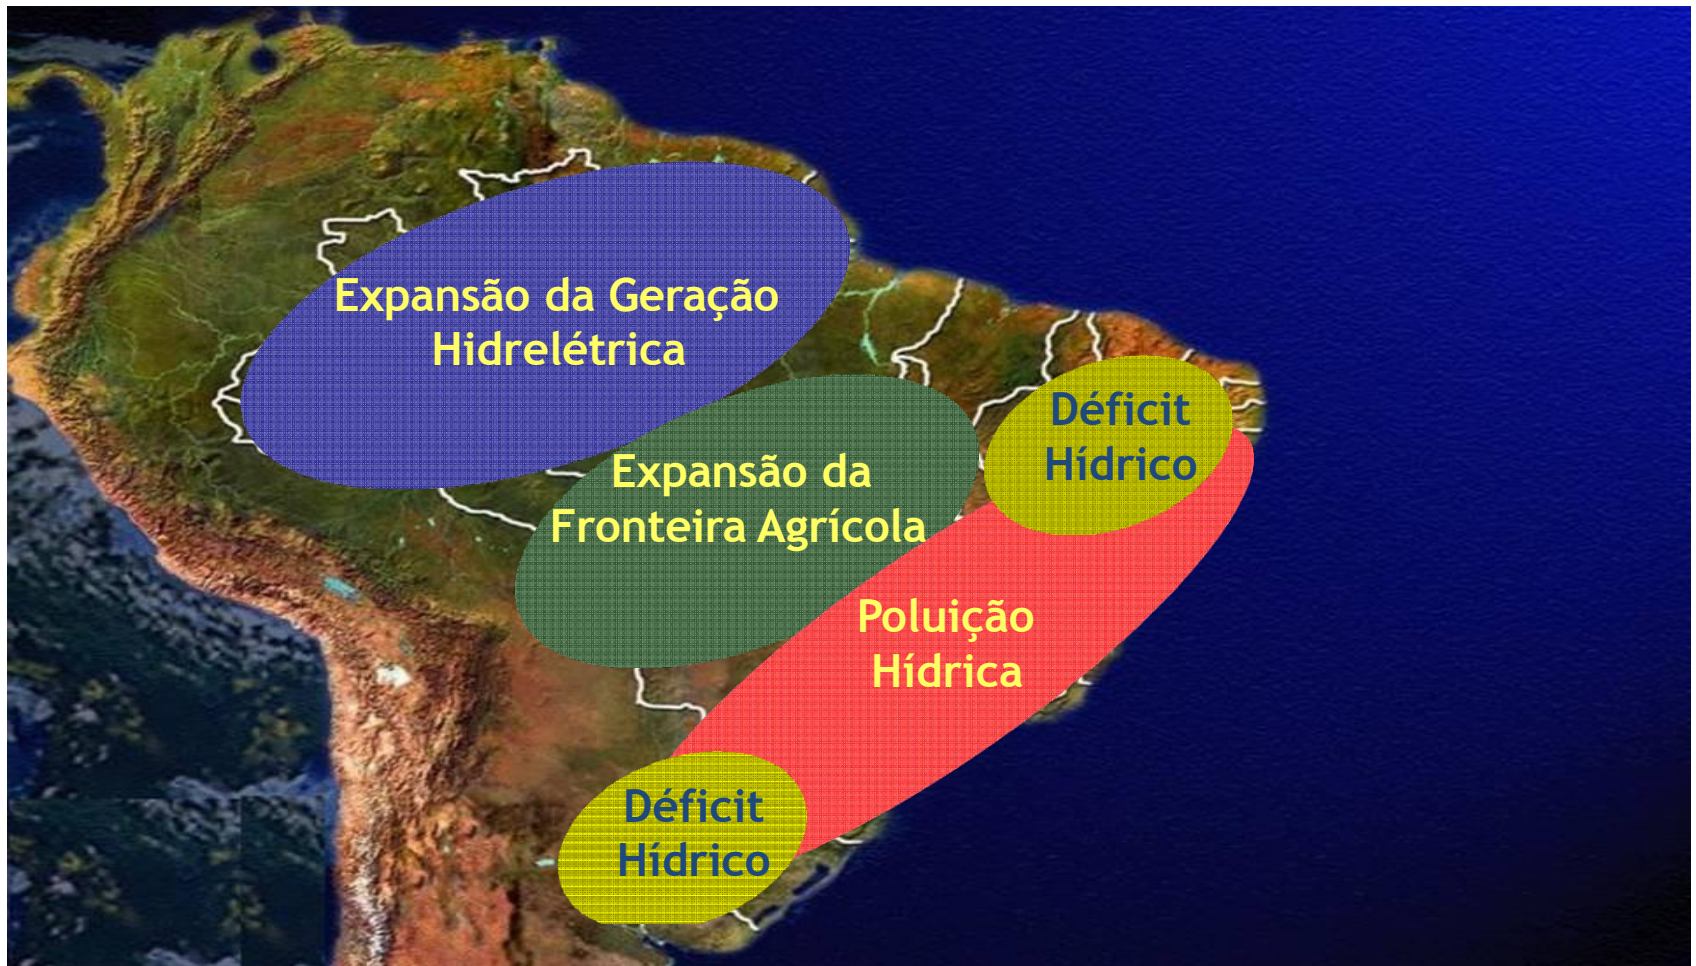 Expansão da Geração
Hidrelétrica
Déficit
Hídrico
Expansão da
Fronteira Agrícola
Poluição
Hídrica
Déficit
Hídrico